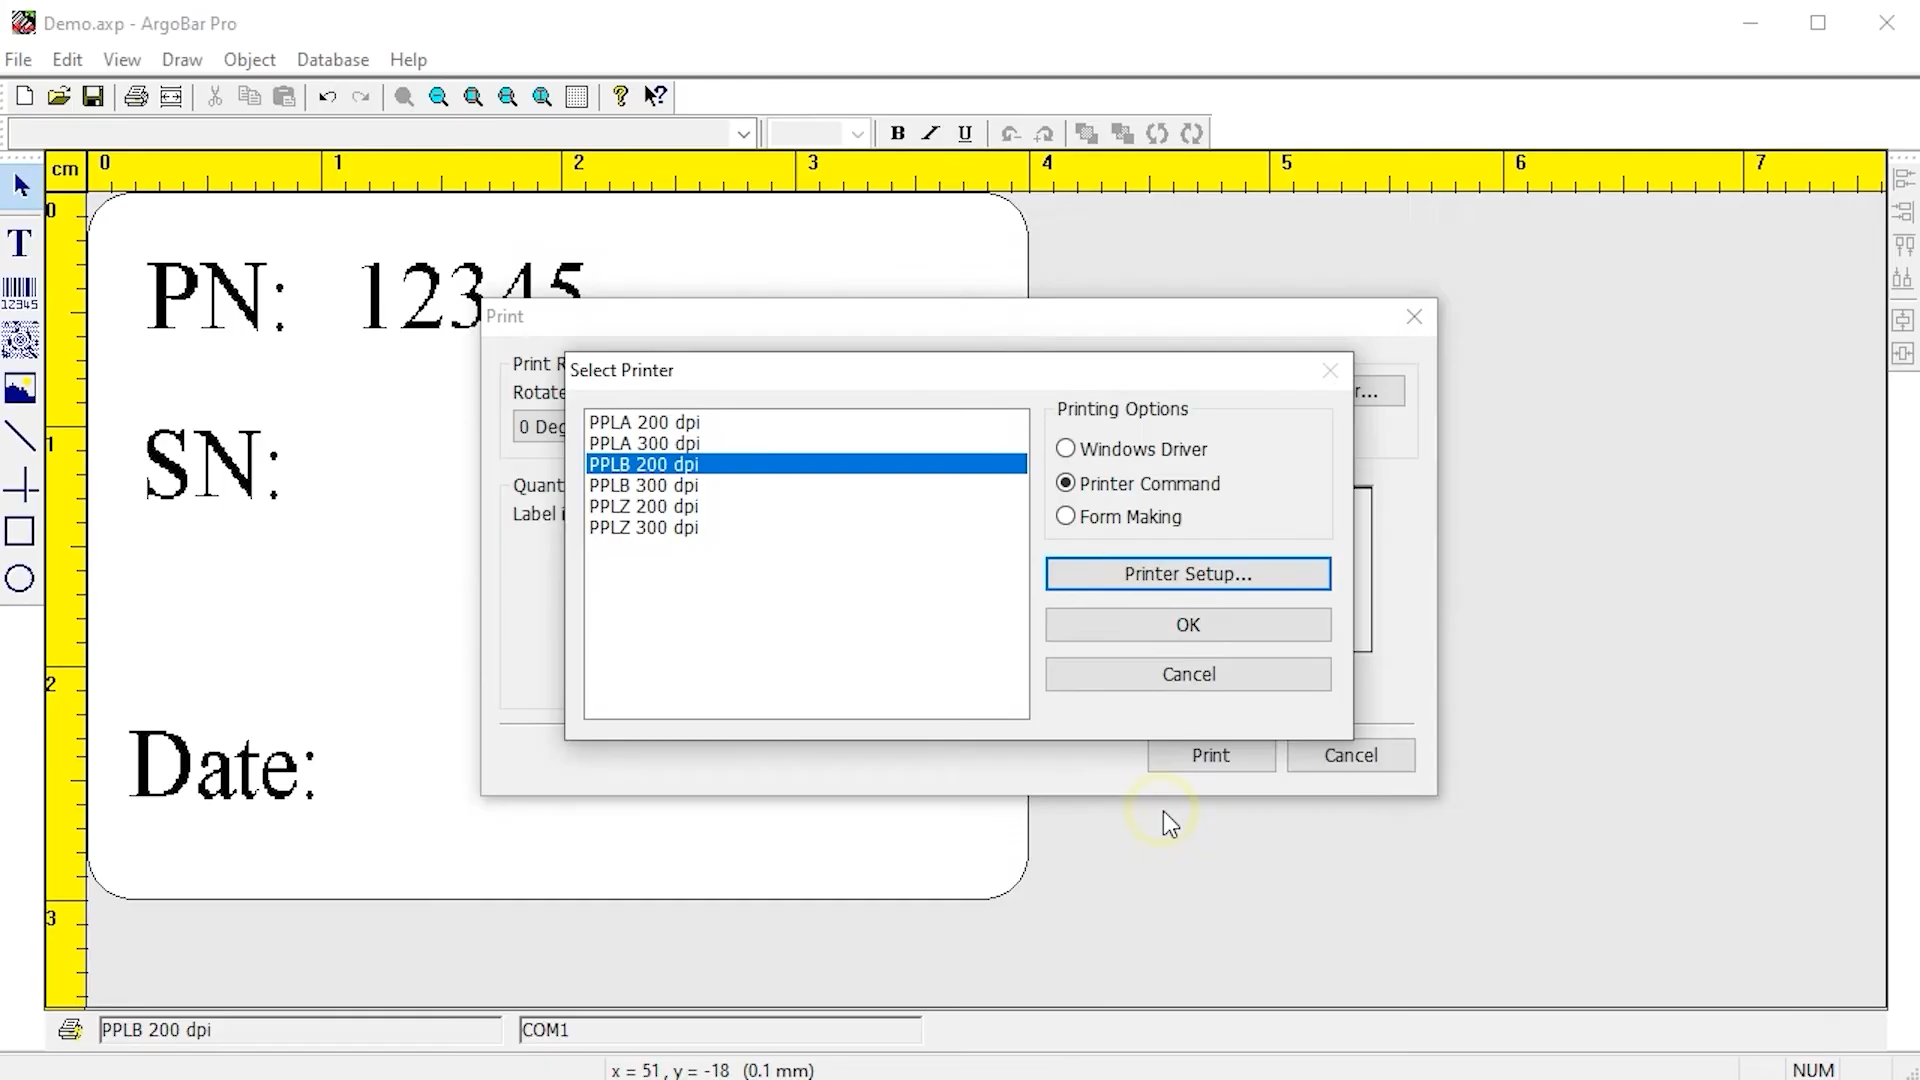 Demo.axp - ArgoBar Pro
File Edit View Draw Object Database Help
B I U
cm 0 1 2 3 4 5 6 7
0
1
2
3
T
12345
PN: 12345
SN:
Date:
Print
Print R
Rotate
0 Deg
r...
Quant
Label i
Print Cancel
Select Printer
PPLA 200 dpi
PPLA 300 dpi
PPLB 200 dpi
PPLB 300 dpi
PPLZ 200 dpi
PPLZ 300 dpi
Printing Options
Windows Driver
Printer Command
Form Making
Printer Setup...
OK
Cancel
PPLB 200 dpi COM1
x = 51 , y = -18 (0.1 mm) NUM